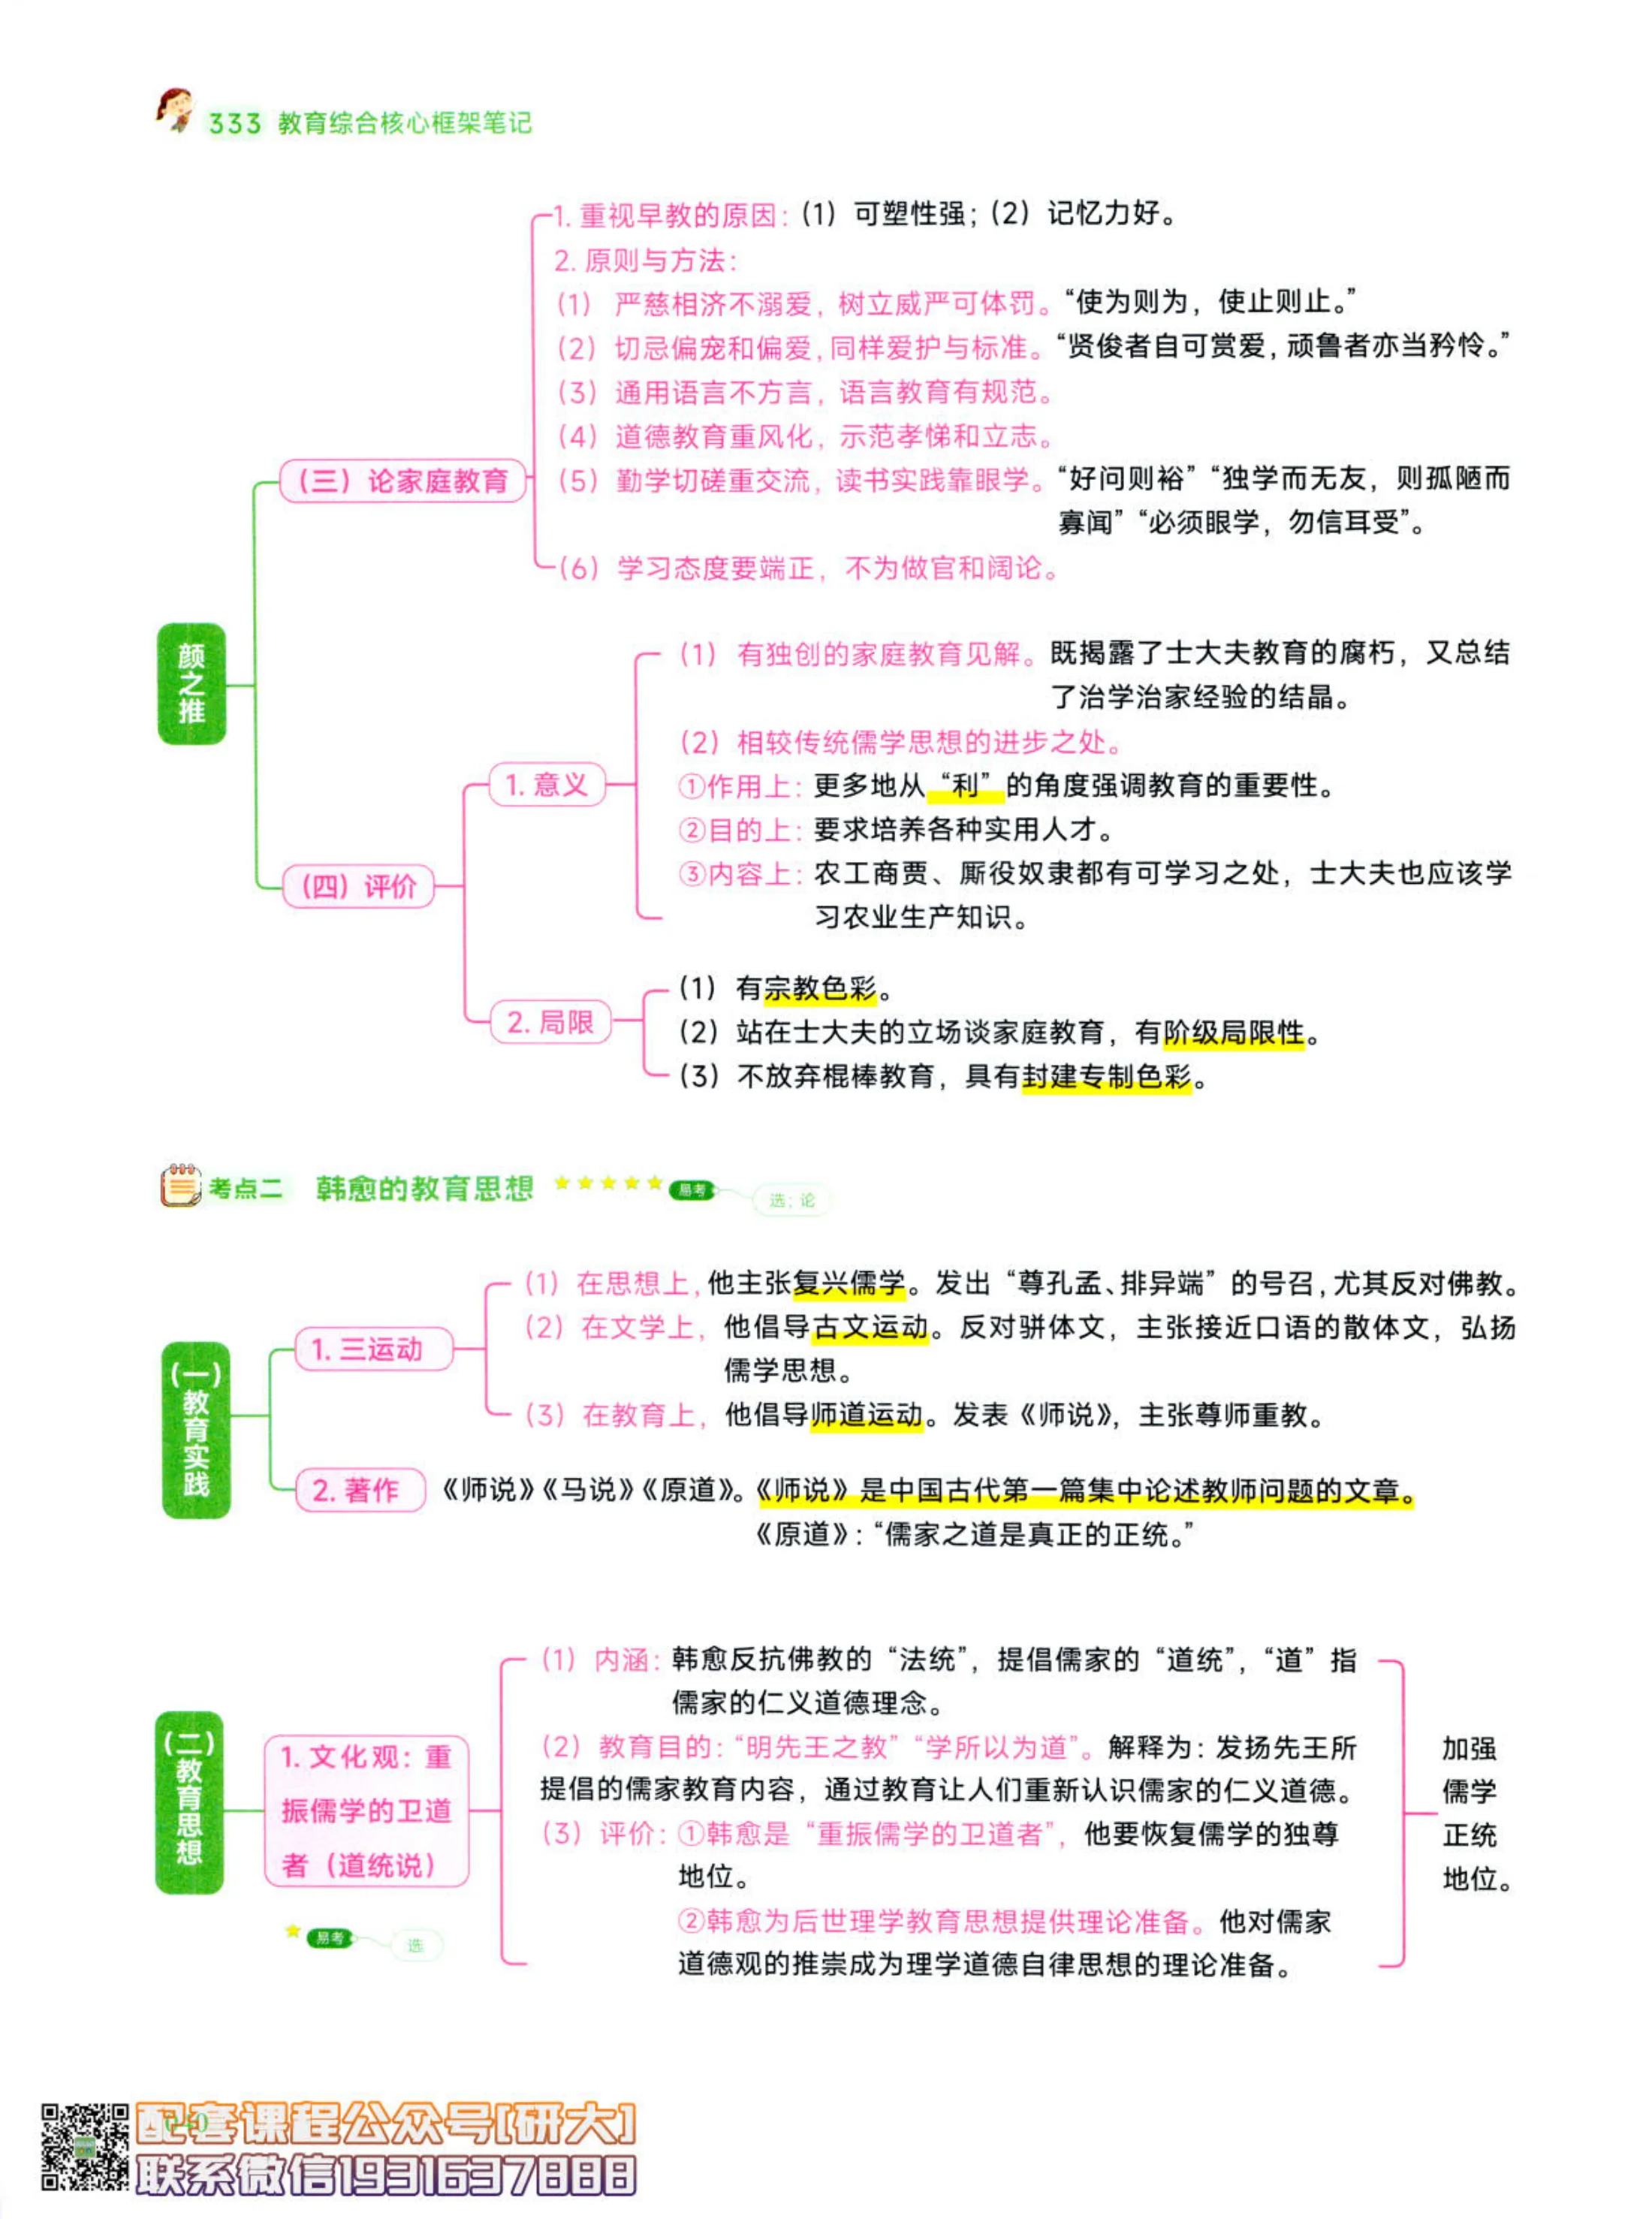 333 教育综合核心框架笔记
1. 重视早教的原因：（1）可塑性强；（2）记忆力好。
2. 原则与方法：
（1）严慈相济不溺爱，树立威严可体罚。“使为则为，使止则止。”
（2）切忌偏宠和偏爱，同样爱护与标准。“贤俊者自可赏爱，顽鲁者亦当矜怜。”
（3）通用语言不方言，语言教育有规范。
（4）道德教育重风化，示范孝悌和立志。
（三）论家庭教育
（5）勤学切磋重交流，读书实践靠眼学。“好问则裕”“独学而无友，则孤陋而
寡闻”“必须眼学，勿信耳受”。
（6）学习态度要端正，不为做官和阔论。
颜之推
（1）有独创的家庭教育见解。既揭露了士大夫教育的腐朽，又总结
了治学治家经验的结晶。
（2）相较传统儒学思想的进步之处。
1. 意义
①作用上：更多地从“利”的角度强调教育的重要性。
②目的上：要求培养各种实用人才。
③内容上：农工商贾、厮役奴隶都有可学习之处，士大夫也应该学
习农业生产知识。
（四）评价
2. 局限
（1）有宗教色彩。
（2）站在士大夫的立场谈家庭教育，有阶级局限性。
（3）不放弃棍棒教育，具有封建专制色彩。
考点二 韩愈的教育思想 易考 选；论
（一）教育实践
1. 三运动
（1）在思想上，他主张复兴儒学。发出“尊孔孟、排异端”的号召，尤其反对佛教。
（2）在文学上，他倡导古文运动。反对骈体文，主张接近口语的散体文，弘扬
儒学思想。
（3）在教育上，他倡导师道运动。发表《师说》，主张尊师重教。
2. 著作 《师说》《马说》《原道》。《师说》是中国古代第一篇集中论述教师问题的文章。
《原道》：“儒家之道是真正的正统。”
（二）教育思想
1. 文化观：重
振儒学的卫道
者（道统说）
易考 选
（1）内涵：韩愈反抗佛教的“法统”，提倡儒家的“道统”，“道”指
儒家的仁义道德理念。
（2）教育目的：“明先王之教”“学所以为道”。解释为：发扬先王所
提倡的儒家教育内容，通过教育让人们重新认识儒家的仁义道德。
（3）评价：①韩愈是“重振儒学的卫道者”，他要恢复儒学的独尊
地位。
②韩愈为后世理学教育思想提供理论准备。他对儒家
道德观的推崇成为理学道德自律思想的理论准备。
加强
儒学
正统
地位。
配套课程公众号[研大]
联系微信1931637888